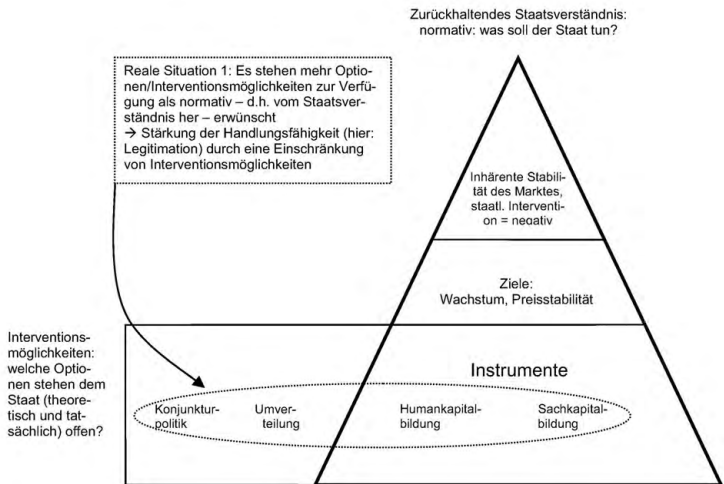 Zurückhaltendes Staatsverständnis:
normativ: was soll der Staat tun?
Reale Situation 1: Es stehen mehr Optio-
nen/Interventionsmöglichkeiten zur Verfü-
gung als normativ – d.h. vom Staatsver-
ständnis her – erwünscht
→ Stärkung der Handlungsfähigkeit (hier:
Legitimation) durch eine Einschränkung
von Interventionsmöglichkeiten
Inhärente Stabili-
tät des Marktes,
staatl. Interventi-
on = negativ
Ziele:
Wachstum, Preisstabilität
Interventions-
möglichkeiten:
welche Optio-
nen stehen dem
Staat (theore-
tisch und tat-
sächlich) offen?
Instrumente
Konjunktur-
politik
Umver-
teilung
Humankapital-
bildung
Sachkapital-
bildung